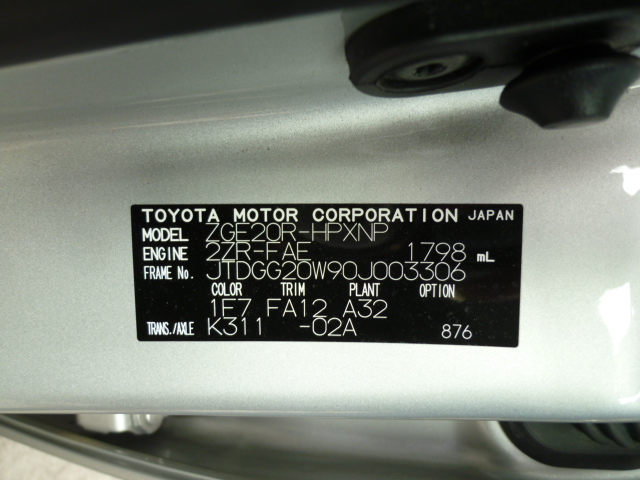 TOYOTA MOTOR CORPORATION JAPAN
MODEL ZGE20R-HPXNP
ENGINE 2ZR-FAE 1798 mL
FRAME No. JTDGG20W90J003306
COLOR TRIM PLANT OPTION
1E7 FA12 A32
TRANS./AXLE K311 -02A 876